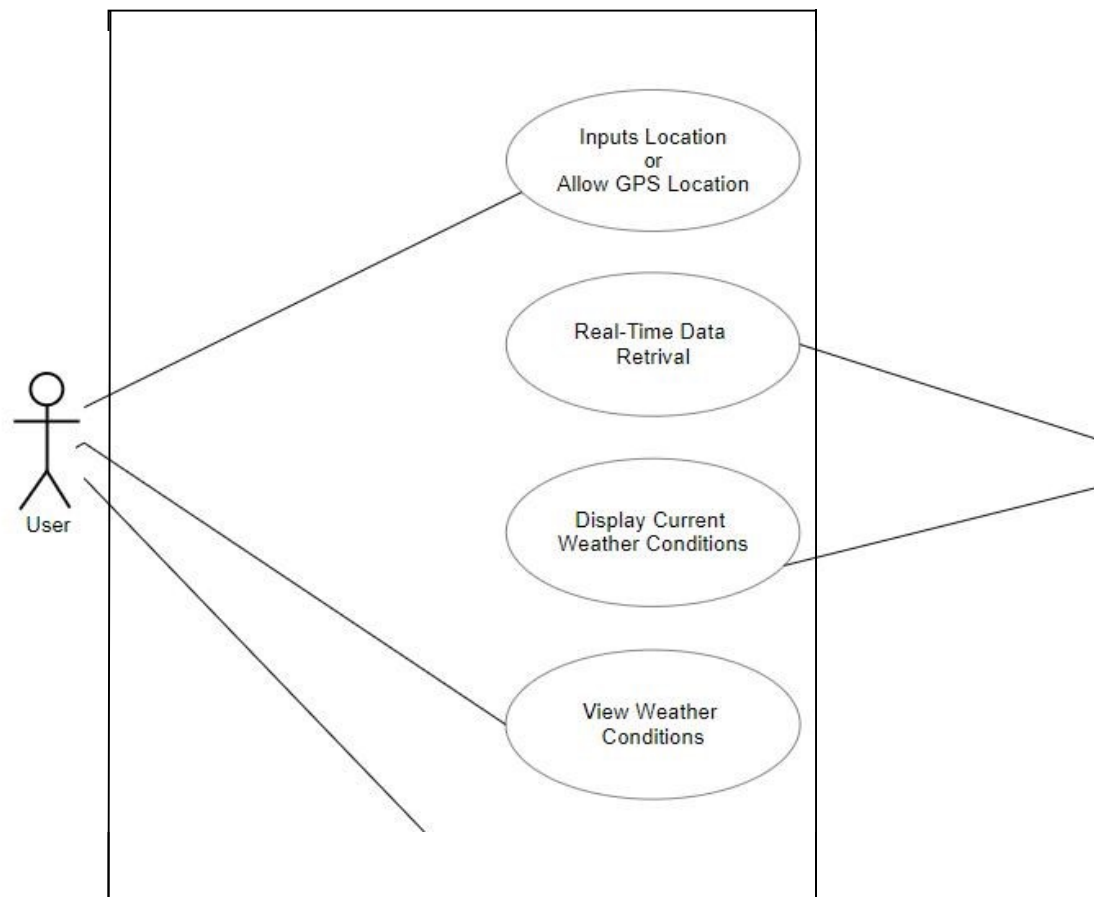 Inputs Location
or
Allow GPS Location
Real-Time Data
Retrival
User
Display Current
Weather Conditions
View Weather
Conditions